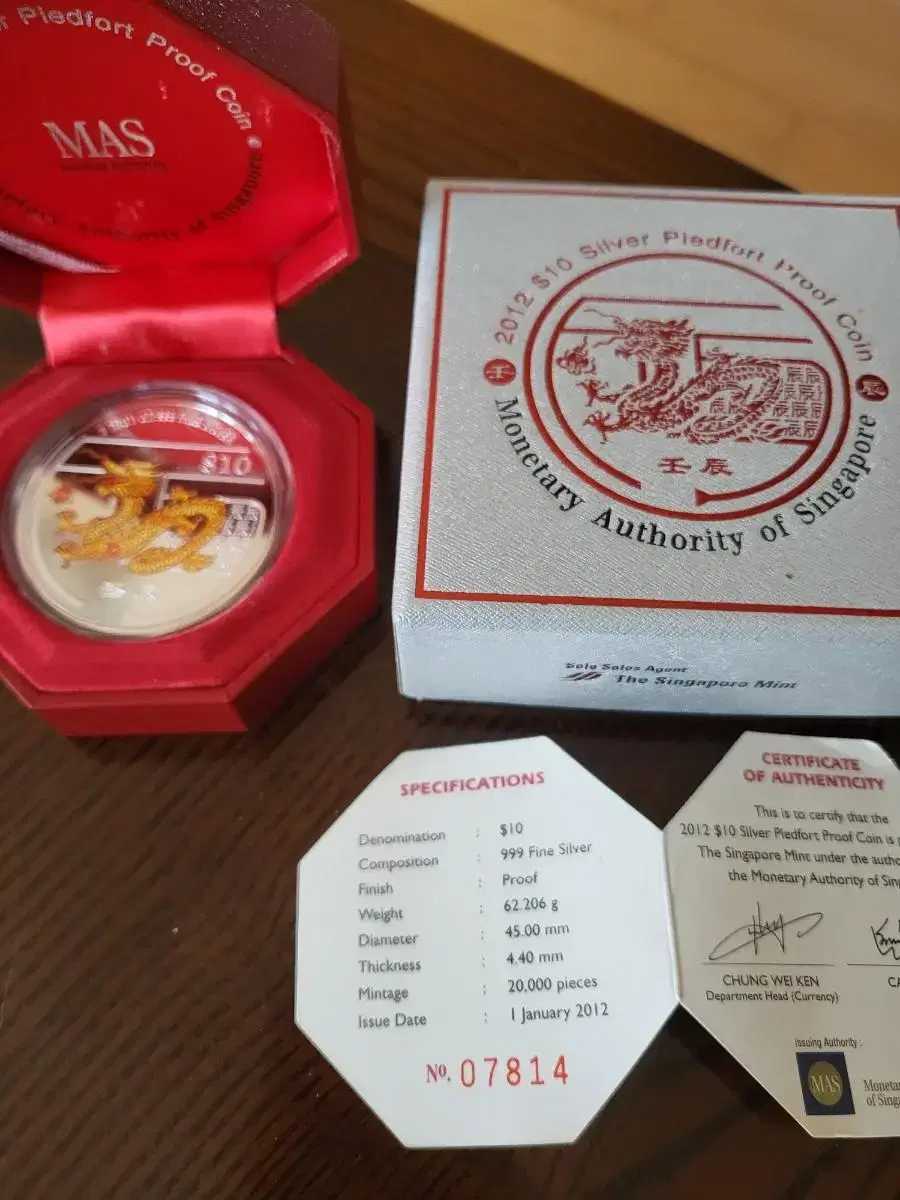 Piedfort Proof Coin
MAS
Authority of Singapore
$10
2012 $10 Silver Piedfort Proof Coin
壬
辰
壬辰
Monetary Authority of Singapore
Sole Sales Agent
The Singapore Mint
SPECIFICATIONS
Denomination : $10
Composition : 999 Fine Silver
Finish : Proof
Weight : 62.206 g
Diameter : 45.00 mm
Thickness : 4.40 mm
Mintage : 20,000 pieces
Issue Date : 1 January 2012
No. 07814
CERTIFICATE
OF AUTHENTICITY
This is to certify that the
2012 $10 Silver Piedfort Proof Coin is
The Singapore Mint under the
the Monetary Authority of
CHUNG WEI KEN
Department Head (Currency)
Issuing Authority :
MAS
of